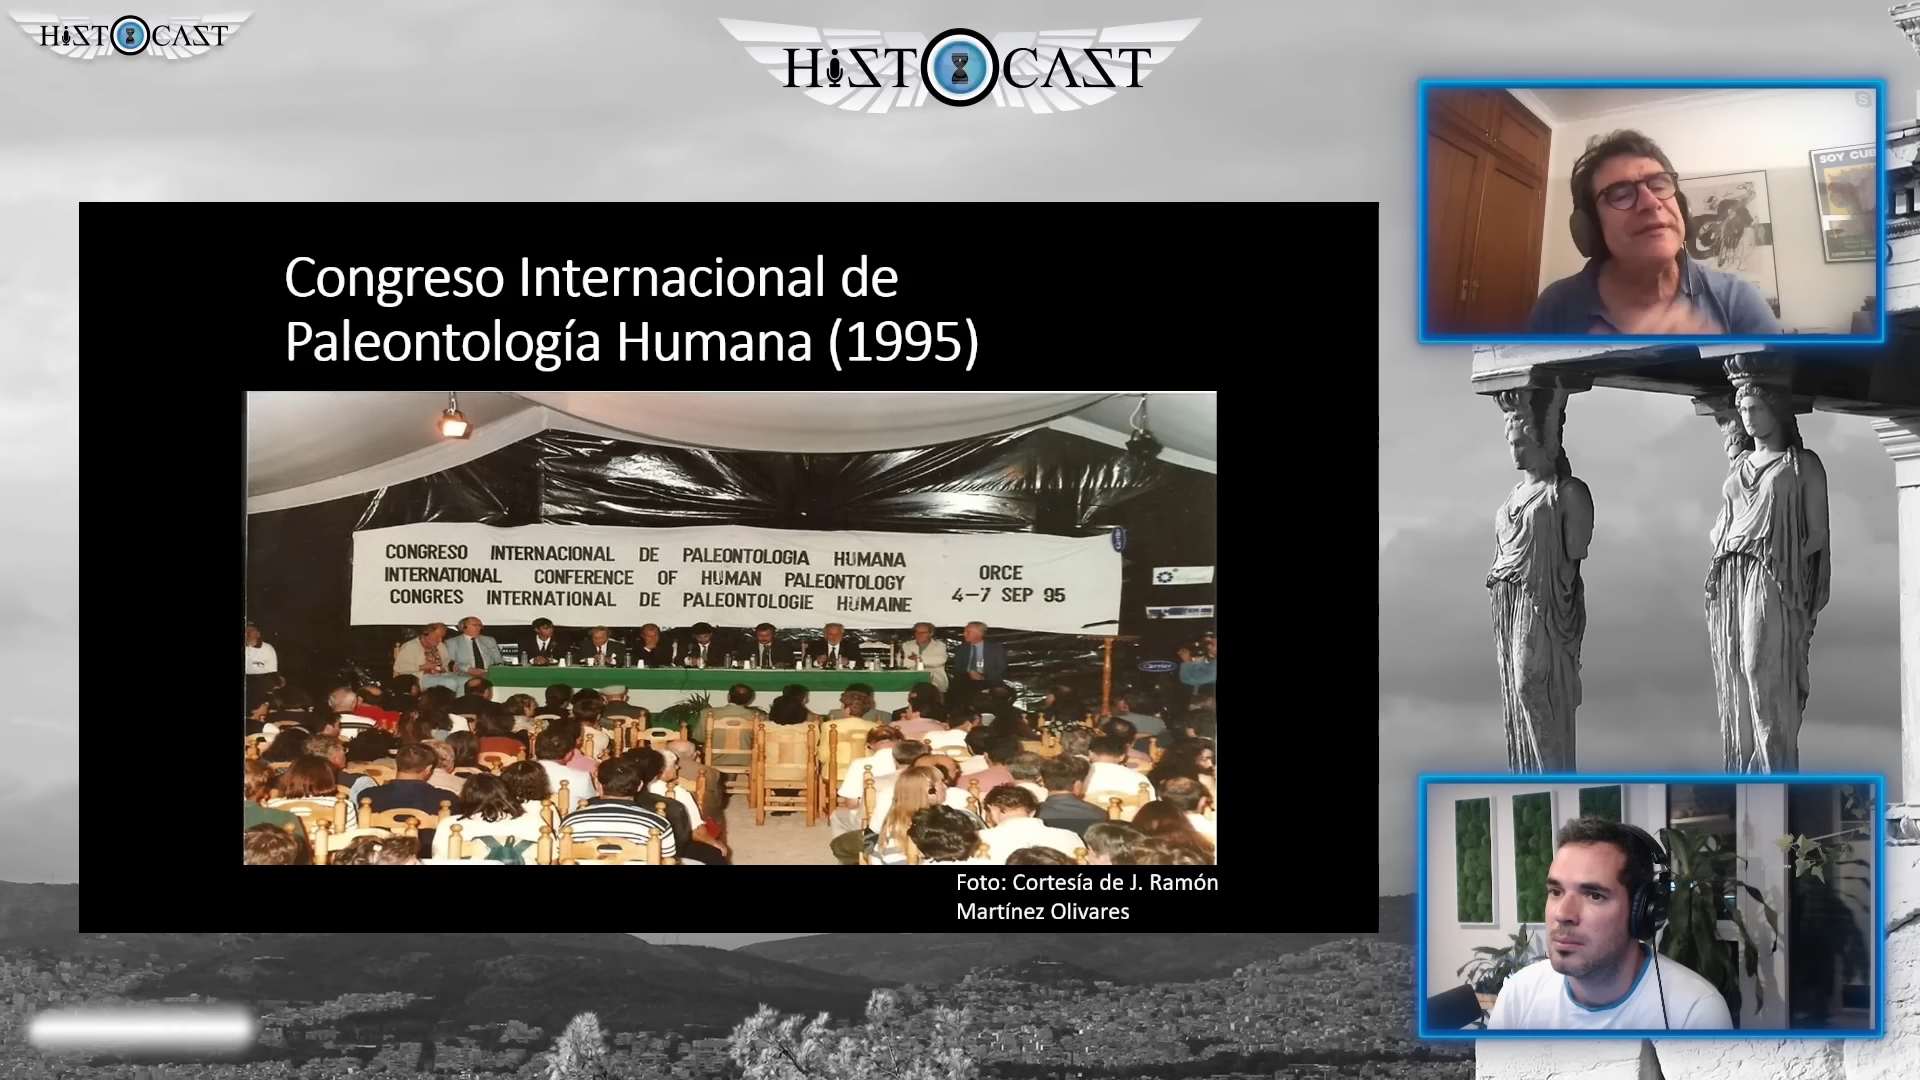 HiSTOCAST
HiSTOCAST
SOY CUB
Congreso Internacional de
Paleontología Humana (1995)
CONGRESO INTERNACIONAL DE PALEONTOLOGIA HUMANA
INTERNATIONAL CONFERENCE OF HUMAN PALEONTOLOGY
CONGRES INTERNATIONAL DE PALEONTOLOGIE HUMAINE
ORCE
4-7 SEP 95
Carrier
Foto: Cortesía de J. Ramón
Martínez Olivares